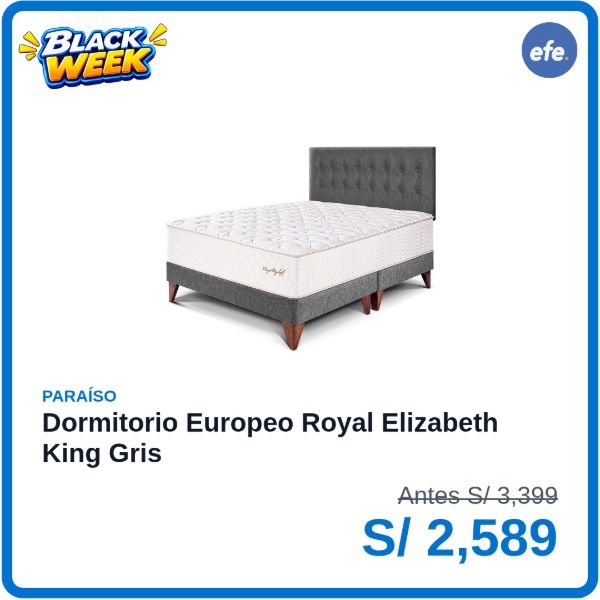 BLACK
WEEK
efe.
PARAÍSO
Dormitorio Europeo Royal Elizabeth
King Gris
Antes S/ 3,399
S/ 2,589